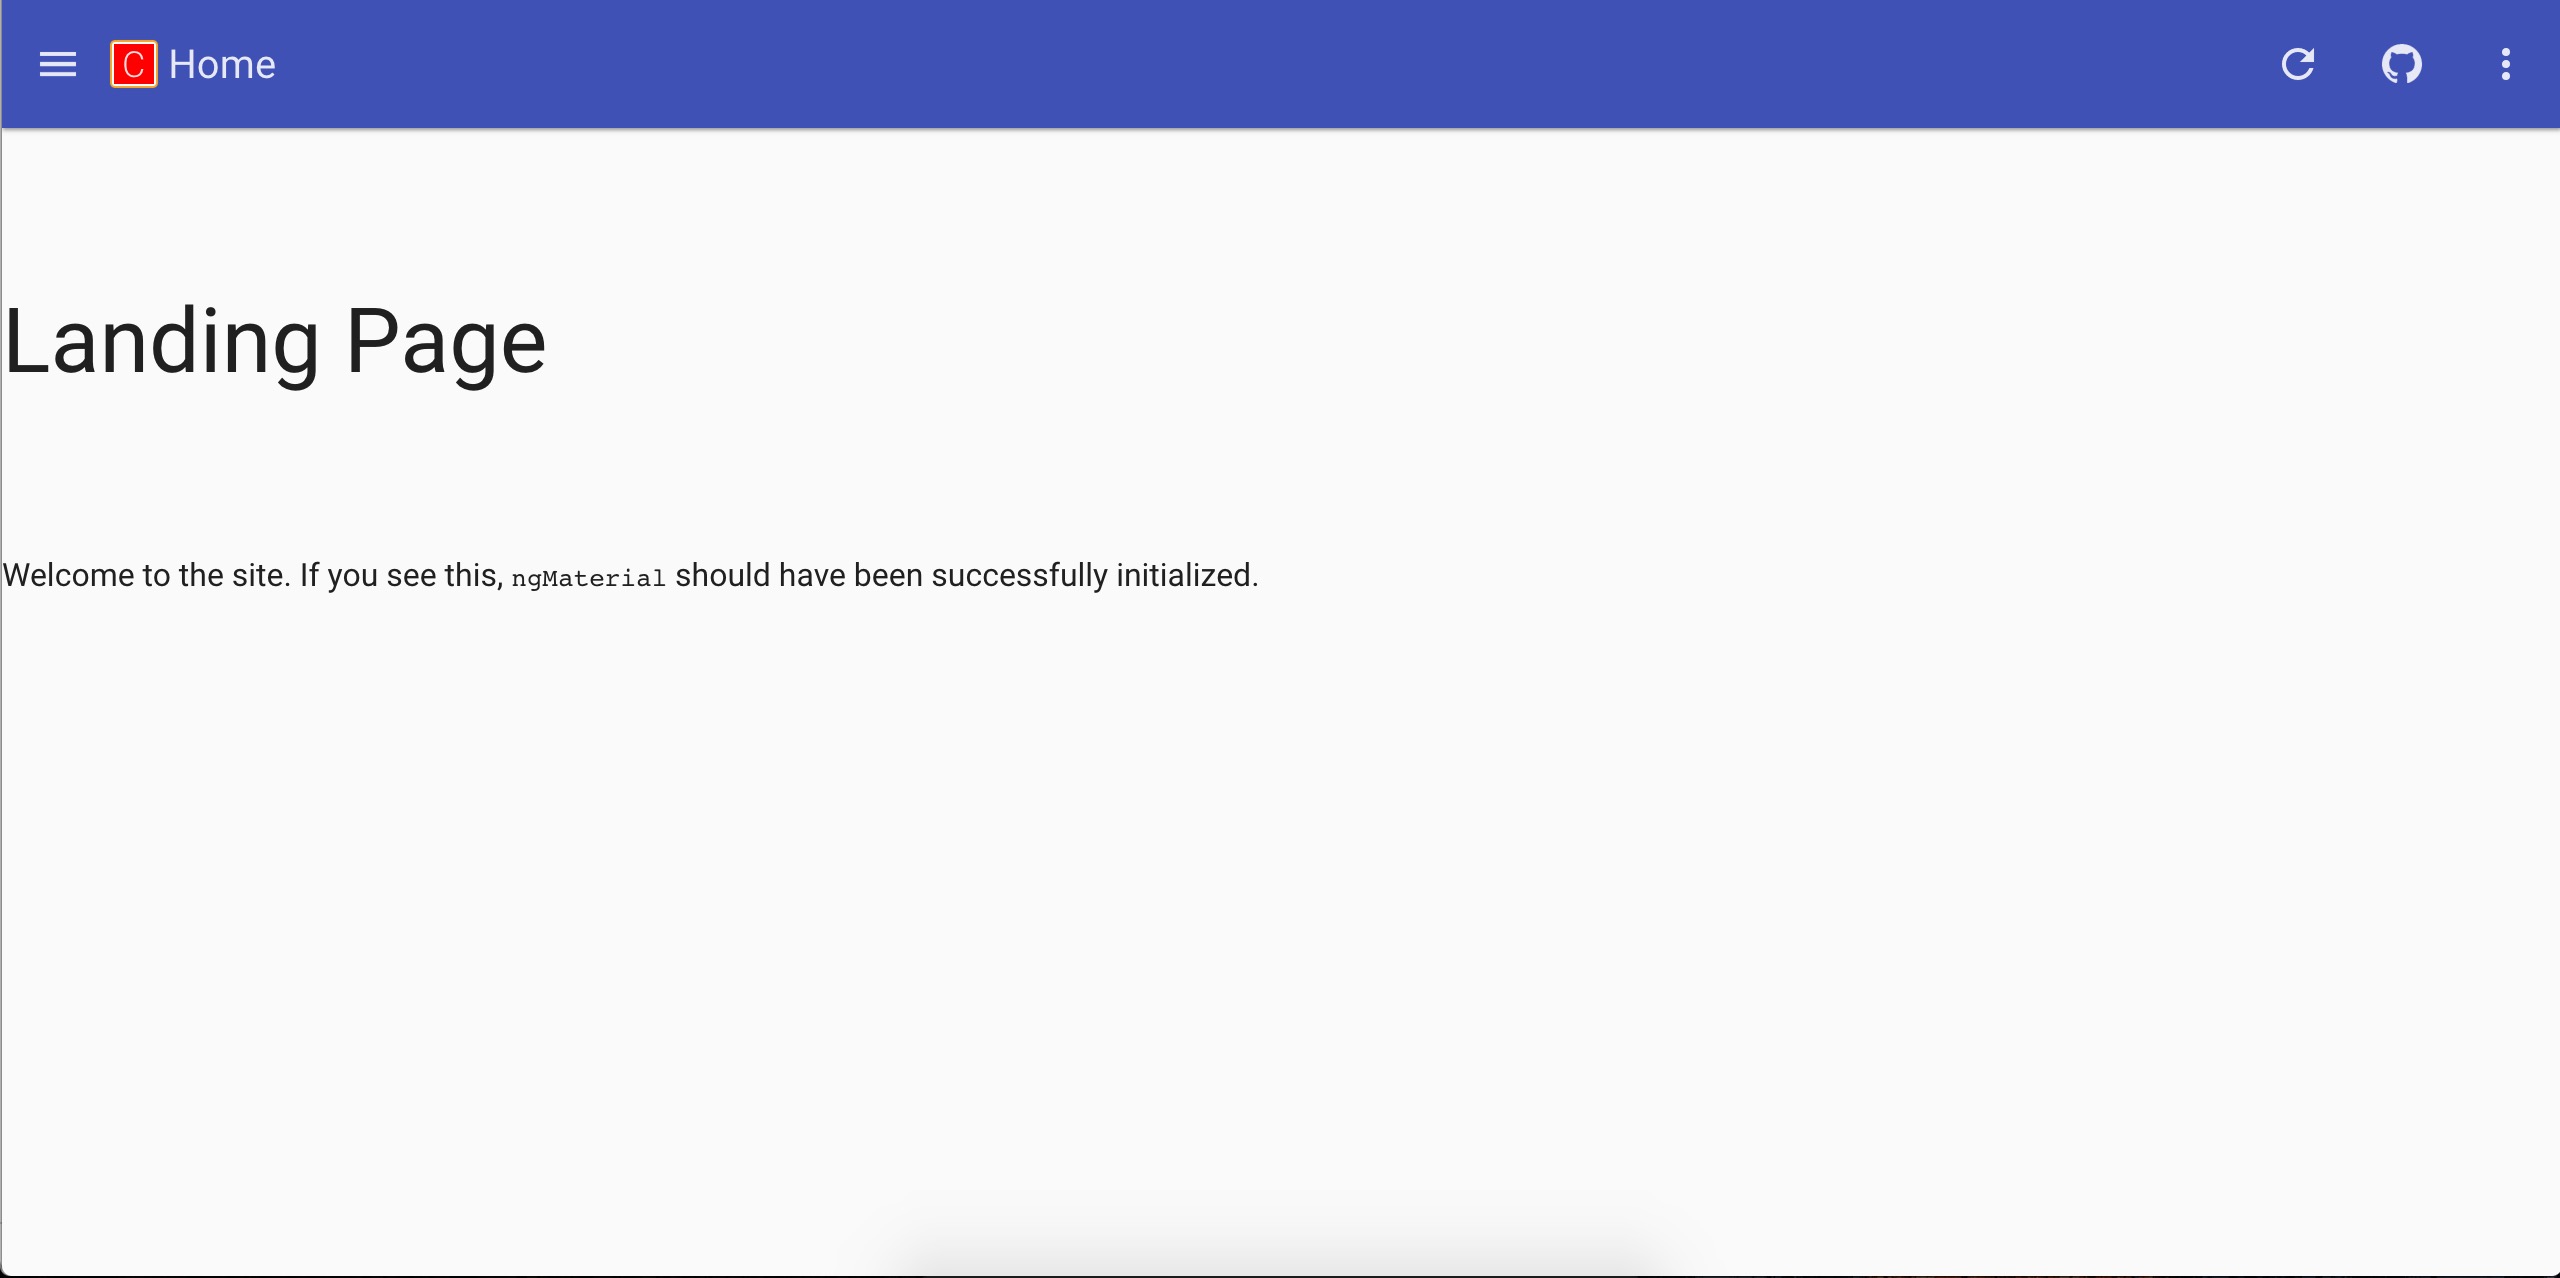 C Home
Landing Page
Welcome to the site. If you see this, ngMaterial should have been successfully initialized.